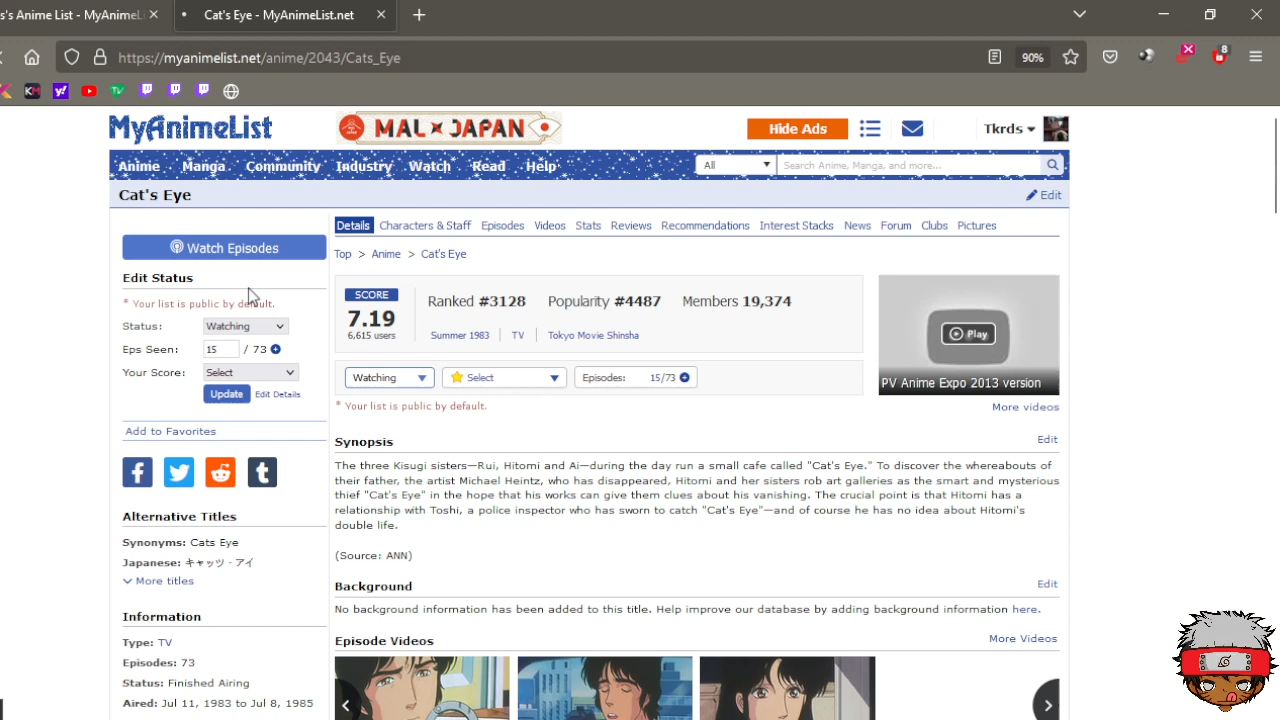 s's Anime List - MyAnimeLi
Cat's Eye - MyAnimeList.net
https://myanimelist.net/anime/2043/Cats_Eye
90%
8
KM
y!
TV
MyAnimeList
MAL x JAPAN
Hide Ads
Tkrds
Anime Manga Community Industry Watch Read Help
All
Search Anime, Manga, and more...
Cat's Eye
Edit
Watch Episodes
Edit Status
* Your list is public by default.
Status: Watching
Eps Seen: 15 / 73
Your Score: Select
Update Edit Details
Add to Favorites
Alternative Titles
Synonyms: Cats Eye
Japanese: キャッツ・アイ
More titles
Information
Type: TV
Episodes: 73
Status: Finished Airing
Aired: Jul 11, 1983 to Jul 8, 1985
Details Characters & Staff Episodes Videos Stats Reviews Recommendations Interest Stacks News Forum Clubs Pictures
Top > Anime > Cat's Eye
SCORE
7.19
6,615 users
Ranked #3128 Popularity #4487 Members 19,374
Summer 1983 TV Tokyo Movie Shinsha
Watching Select Episodes: 15/73
* Your list is public by default.
Play
PV Anime Expo 2013 version
More videos
Synopsis
Edit
The three Kisugi sisters—Rui, Hitomi and Ai—during the day run a small cafe called "Cat's Eye." To discover the whereabouts of
their father, the artist Michael Heintz, who has disappeared, Hitomi and her sisters rob art galleries as the smart and mysterious
thief "Cat's Eye" in the hope that his works can give them clues about his vanishing. The crucial point is that Hitomi has a
relationship with Toshi, a police inspector who has sworn to catch "Cat's Eye"—and of course he has no idea about Hitomi's
double life.
(Source: ANN)
Background
Edit
No background information has been added to this title. Help improve our database by adding background information here.
Episode Videos
More Videos